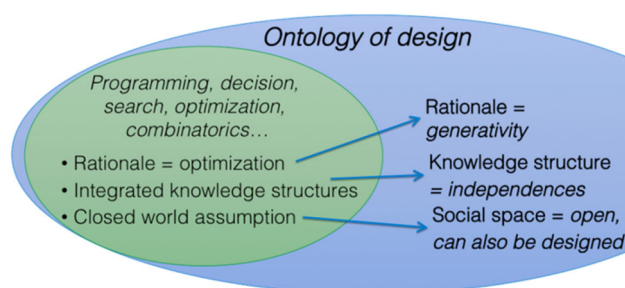 Ontology of design
Programming, decision,
search, optimization,
combinatorics...
• Rationale = optimization
• Integrated knowledge structures
• Closed world assumption
Rationale =
generativity
Knowledge structure
= independences
Social space = open,
can also be designed